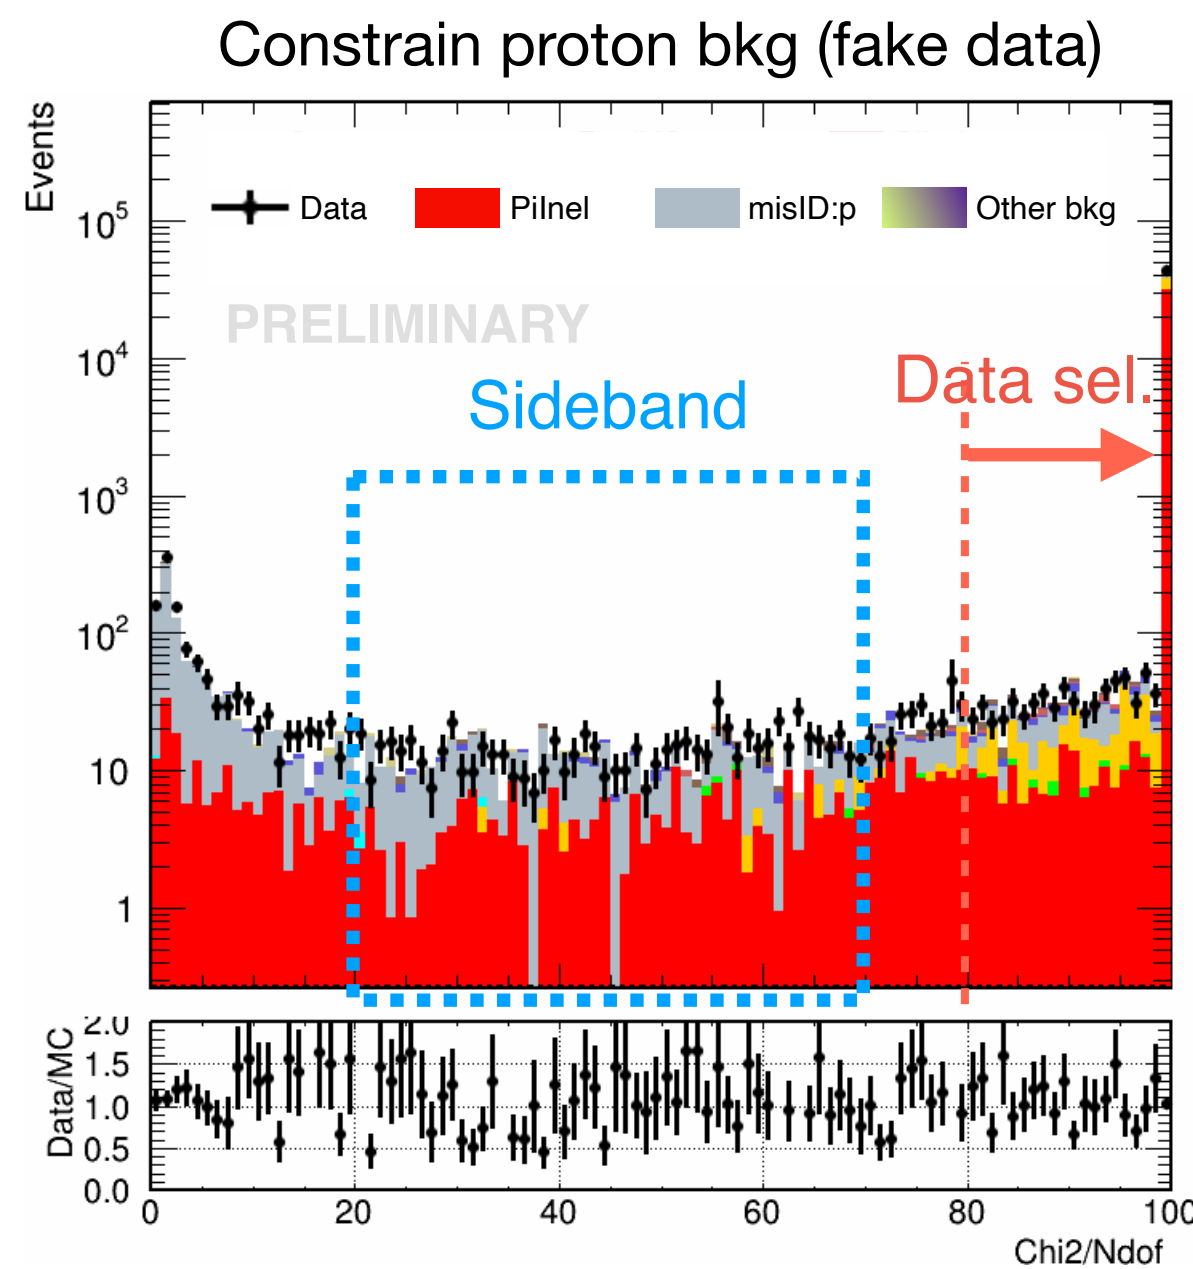 Constrain proton bkg (fake data)
Events
Data
PiInel
misID:p
Other bkg
PRELIMINARY
Sideband
Data sel.
10^5
10^4
10^3
10^2
10
1
Data/MC
2.0
1.5
1.0
0.5
0.0
0 20 40 60 80 100
Chi2/Ndof